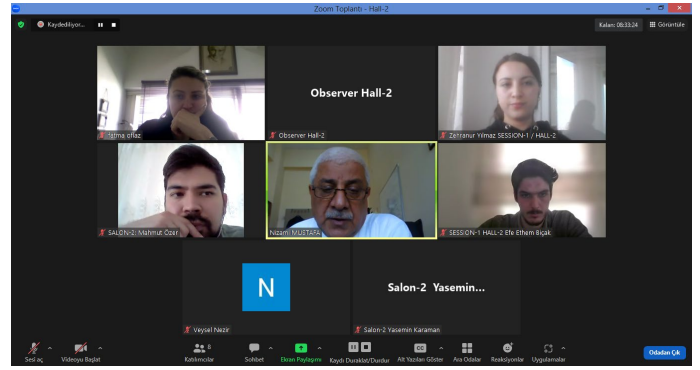 Zoom Toplantı - Hall-2
Kaydediliyor...
Kalan: 08:33:24
Görüntüle
fatma oflaz
Observer Hall-2
Observer Hall-2
Zehranur Yılmaz SESSION-1 / HALL-2
SALON-2: Mahmut Özer
Nizami MUSTAFA
SESSION-1 HALL-2 Efe Ethem Bıçak
N
Veysel Nezir
Salon-2 Yasemin...
Salon-2 Yasemin Karaman
Sesi aç
Videoyu Başlat
8
Katılımcılar
Sohbet
Ekran Paylaşımı
Kaydı Duraklat/Durdur
CC
Alt Yazıları Göster
Ara Odalar
Reaksiyonlar
Uygulamalar
Odadan Çık